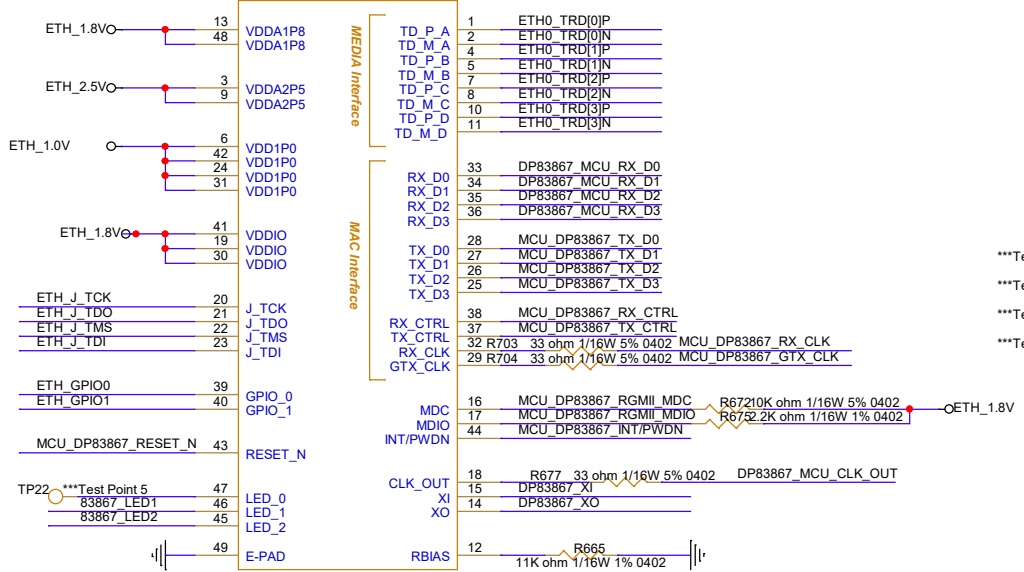 ETH_1.8V
13
48
VDDA1P8
VDDA1P8
ETH_2.5V
3
9
VDDA2P5
VDDA2P5
ETH_1.0V
6
42
24
31
VDD1P0
VDD1P0
VDD1P0
VDD1P0
ETH_1.8V
41
19
30
VDDIO
VDDIO
VDDIO
ETH_J_TCK 20 J_TCK
ETH_J_TDO 21 J_TDO
ETH_J_TMS 22 J_TMS
ETH_J_TDI 23 J_TDI
ETH_GPIO0 39 GPIO_0
ETH_GPIO1 40 GPIO_1
MCU_DP83867_RESET_N 43 RESET_N
TP22 ***Test Point 5 47 LED_0
83867_LED1 46 LED_1
83867_LED2 45 LED_2
49 E-PAD
MEDIA Interface
TD_P_A 1 ETH0_TRD[0]P
TD_M_A 2 ETH0_TRD[0]N
TD_P_B 4 ETH0_TRD[1]P
TD_M_B 5 ETH0_TRD[1]N
TD_P_C 7 ETH0_TRD[2]P
TD_M_C 8 ETH0_TRD[2]N
TD_P_D 10 ETH0_TRD[3]P
TD_M_D 11 ETH0_TRD[3]N
MAC Interface
RX_D0 33 DP83867_MCU_RX_D0
RX_D1 34 DP83867_MCU_RX_D1
RX_D2 35 DP83867_MCU_RX_D2
RX_D3 36 DP83867_MCU_RX_D3
TX_D0 28 MCU_DP83867_TX_D0
TX_D1 27 MCU_DP83867_TX_D1
TX_D2 26 MCU_DP83867_TX_D2
TX_D3 25 MCU_DP83867_TX_D3
RX_CTRL 38 MCU_DP83867_RX_CTRL
TX_CTRL 37 MCU_DP83867_TX_CTRL
RX_CLK 32 R703 33 ohm 1/16W 5% 0402 MCU_DP83867_RX_CLK
GTX_CLK 29 R704 33 ohm 1/16W 5% 0402 MCU_DP83867_GTX_CLK
MDC 16 MCU_DP83867_RGMII_MDC R672 10K ohm 1/16W 5% 0402
MDIO 17 MCU_DP83867_RGMII_MDIO R675 2.2K ohm 1/16W 1% 0402
ETH_1.8V
INT/PWDN 44 MCU_DP83867_INT/PWDN
CLK_OUT 18 R677 33 ohm 1/16W 5% 0402 DP83867_MCU_CLK_OUT
XI 15 DP83867_XI
XO 14 DP83867_XO
RBIAS 12 R665
11K ohm 1/16W 1% 0402
***Te
***Te
***Te
***Te